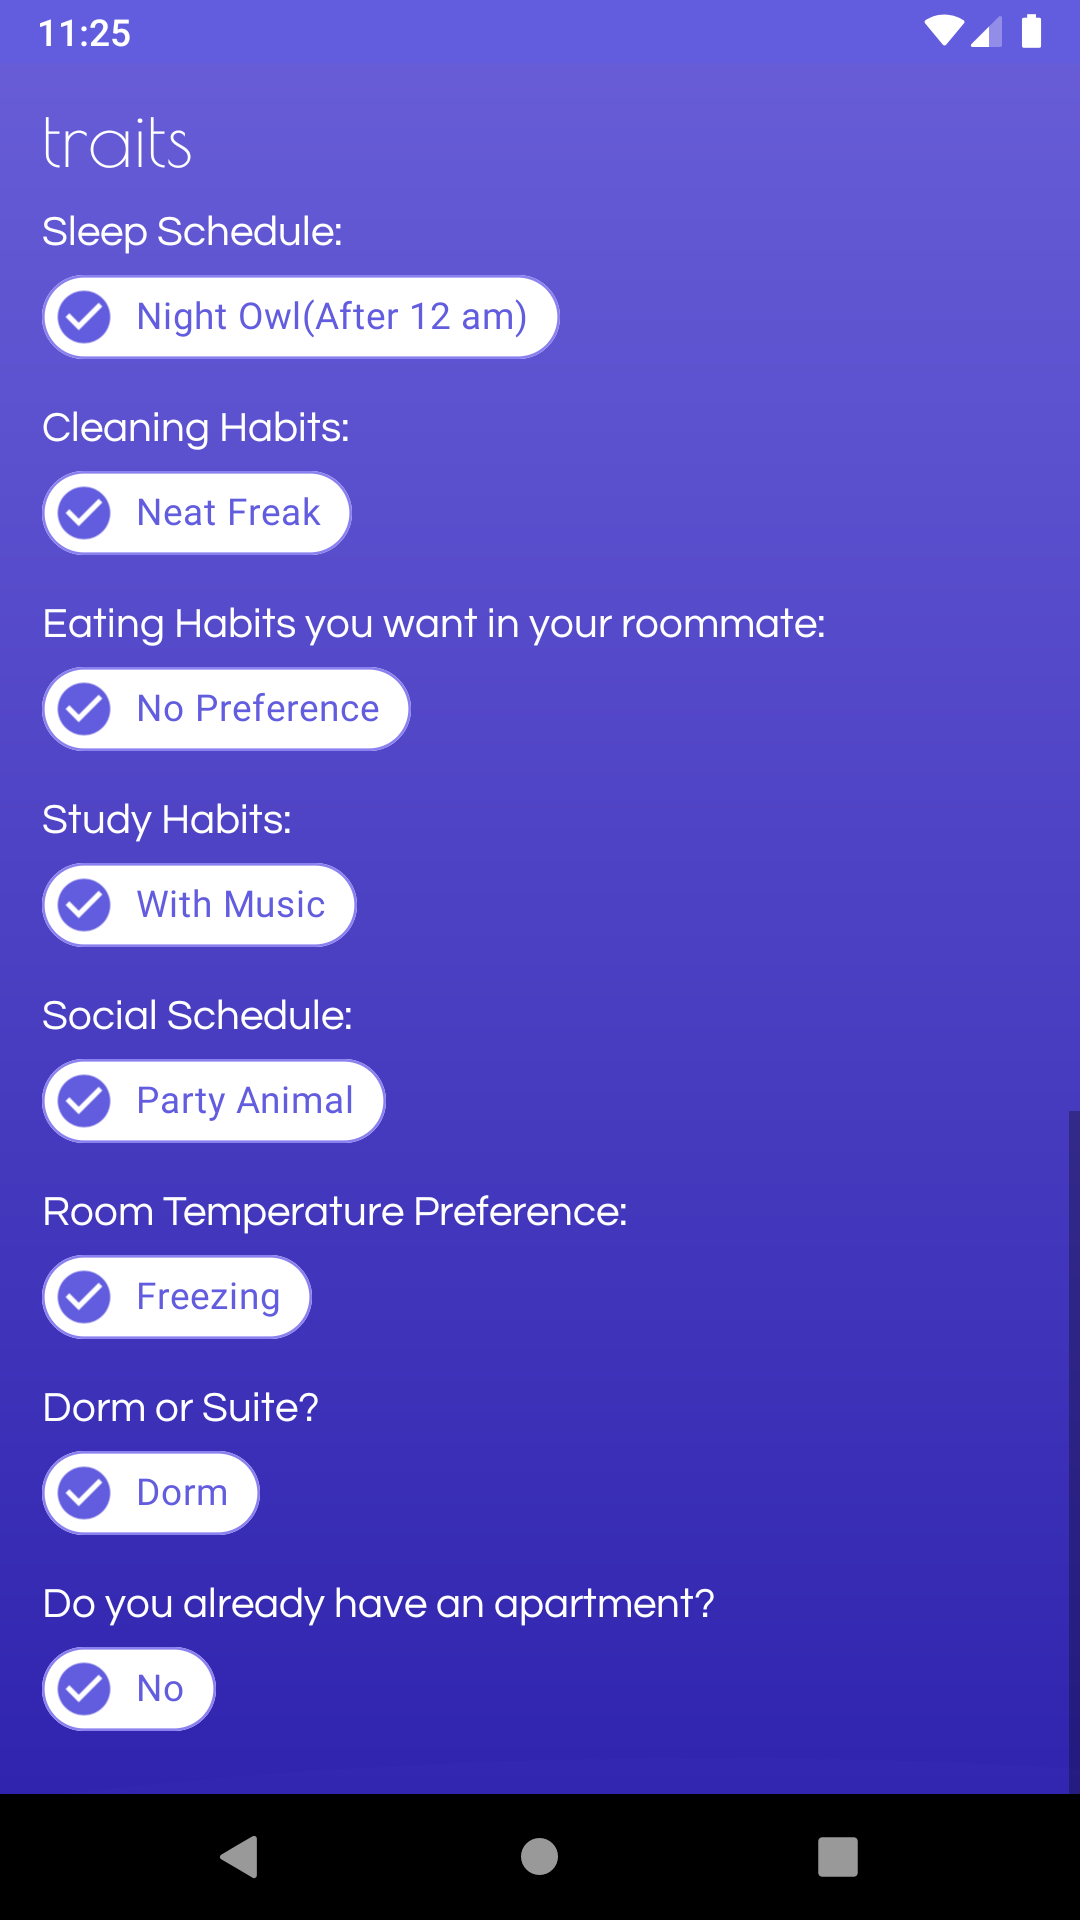 11:25
traits
Sleep Schedule:
Night Owl(After 12 am)
Cleaning Habits:
Neat Freak
Eating Habits you want in your roommate:
No Preference
Study Habits:
With Music
Social Schedule:
Party Animal
Room Temperature Preference:
Freezing
Dorm or Suite?
Dorm
Do you already have an apartment?
No